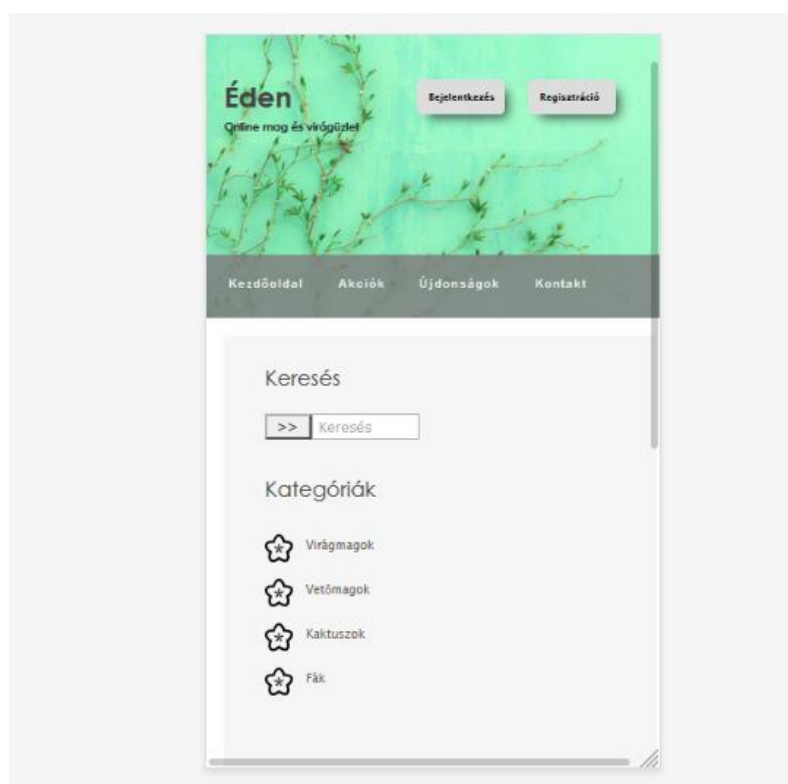 Éden
Online mag és virágüzlet
Bejelentkezés Regisztráció
Kezdőoldal Akciók Újdonságok Kontakt
Keresés
>> Keresés
Kategóriák
Virágmagok
Vetőmagok
Kaktuszok
Fák